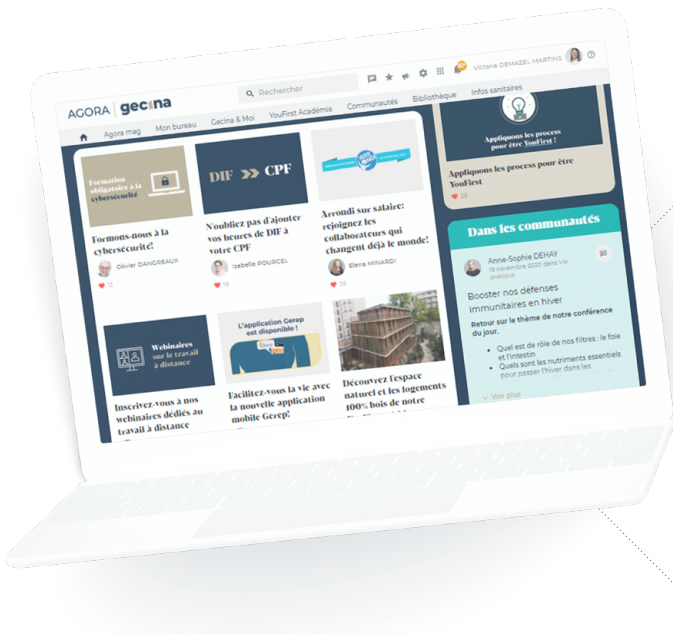 AGORA | gecina
Rechercher
Victoria DEMAZEL MARTINS
Agora mag
Mon bureau
Gecina & Moi
YouFirst Académie
Communautés
Bibliothèque
Infos sanitaires
Formation
obligatoire à la
cybersécurité
Formons-nous à la
cybersécurité!
Olivier DANGREAUX
13
DIF >> CPF
N'oubliez pas d'ajouter
vos heures de DIF à
votre CPF
Isabelle POURCEL
18
Arrondi sur salaire:
rejoignez les
collaborateurs qui
changent déjà le monde!
Elena MINARDI
20
Webinaires
sur le travail
à distance
Inscrivez-vous à nos
webinaires dédiés au
travail à distance
L'application Gerep
est disponible !
Facilitez-vous la vie avec
la nouvelle application
mobile Gerep!
Découvrez l'espace
naturel et les logements
100% bois de notre
Appliquons les process
pour être YouFirst !
Appliquons les process pour être
YouFirst
20
Dans les communautés
Anne-Sophie DEHAY
19 novembre 2020 dans Vie
pratique
Booster nos défenses
immunitaires en hiver
Retour sur le thème de notre conférence
du jour.
• Quel est de rôle de nos filtres : le foie
et l'intestin
• Quels sont les nutriments essentiels
pour passer l'hiver dans les
Voir plus